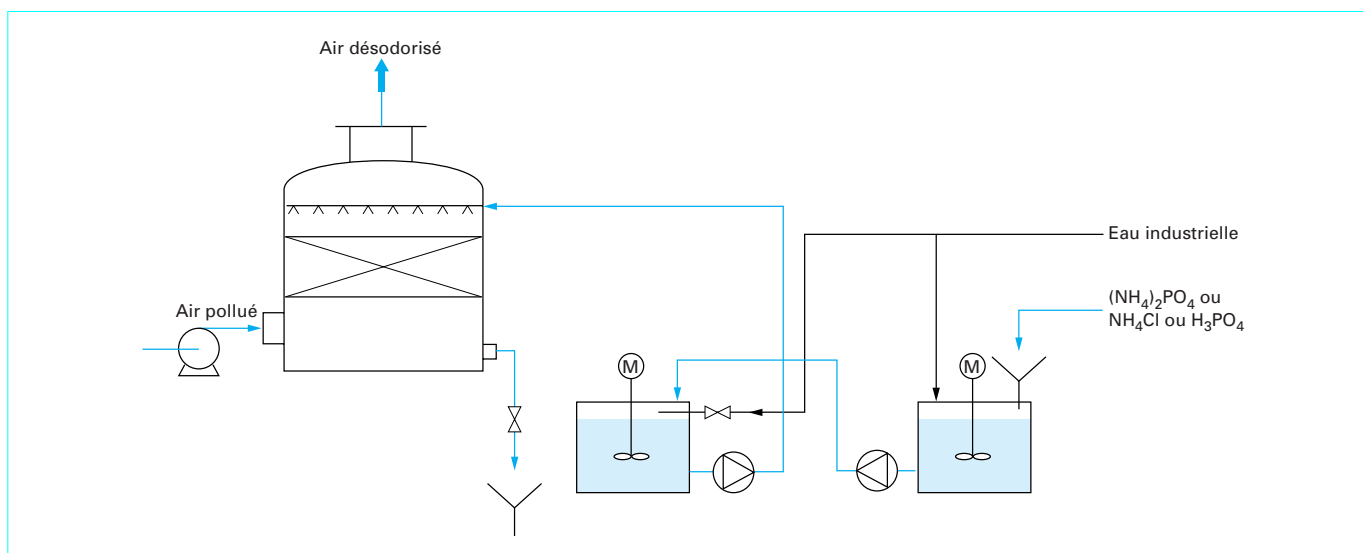 Air désodorisé
Eau industrielle
(NH₄)₂PO₄ ou
NH₄Cl ou H₃PO₄
Air pollué
M
M